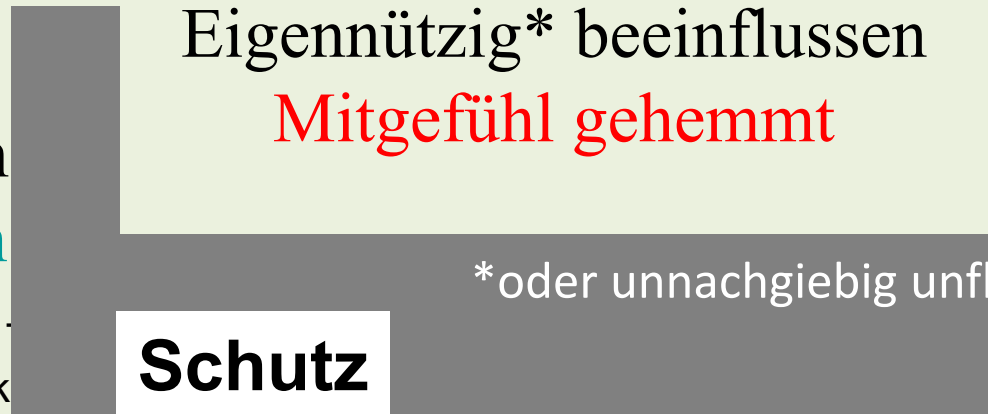 Eigennützig* beeinflussen
Mitgefühl gehemmt
*oder unnachgiebig
Schutz